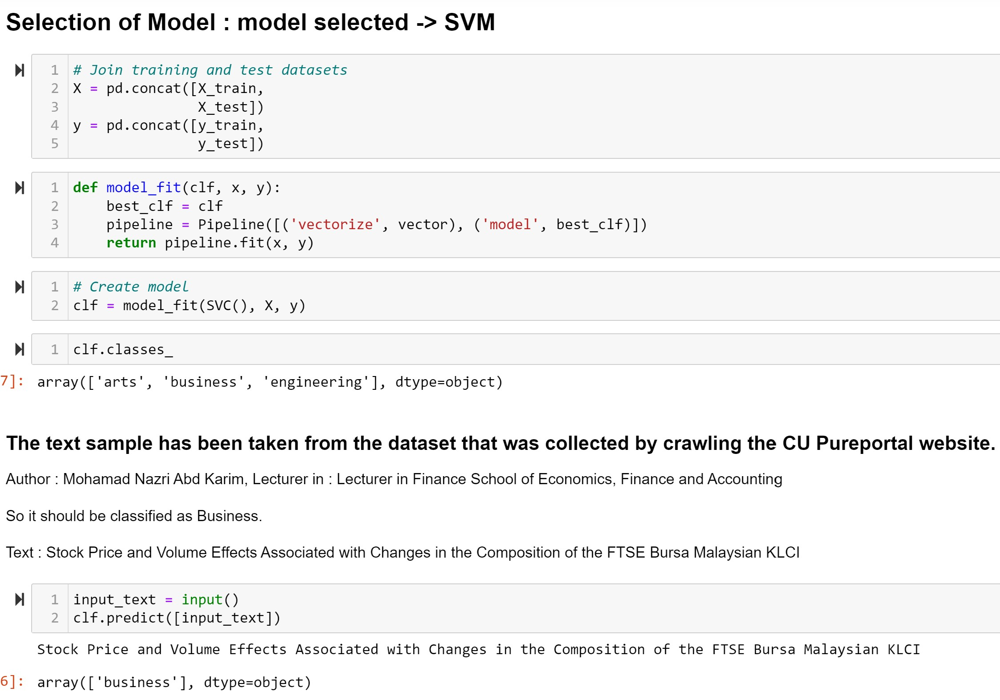 Selection of Model : model selected -> SVM
1 # Join training and test datasets
2 X = pd.concat([X_train,
3                X_test])
4 y = pd.concat([y_train,
5                y_test])
1 def model_fit(clf, x, y):
2     best_clf = clf
3     pipeline = Pipeline([('vectorize', vector), ('model', best_clf)])
4     return pipeline.fit(x, y)
1 # Create model
2 clf = model_fit(SVC(), X, y)
1 clf.classes_
7]: array(['arts', 'business', 'engineering'], dtype=object)
The text sample has been taken from the dataset that was collected by crawling the CU Pureportal website.
Author : Mohamad Nazri Abd Karim, Lecturer in : Lecturer in Finance School of Economics, Finance and Accounting
So it should be classified as Business.
Text : Stock Price and Volume Effects Associated with Changes in the Composition of the FTSE Bursa Malaysian KLCI
1 input_text = input()
2 clf.predict([input_text])
Stock Price and Volume Effects Associated with Changes in the Composition of the FTSE Bursa Malaysian KLCI
6]: array(['business'], dtype=object)